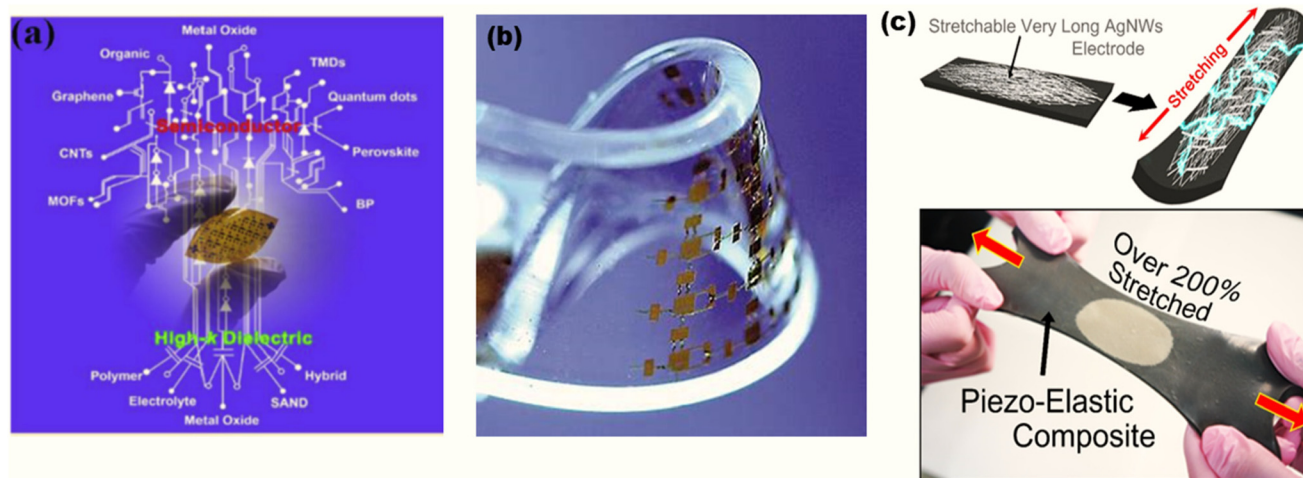 (a)
Metal Oxide
Organic
TMDs
Graphene
Quantum dots
Semiconductor
CNTs
Perovskite
MOFs
BP
High-k Dielectric
Polymer
Hybrid
Electrolyte
SAND
Metal Oxide
(b)
(c)
Stretchable Very Long AgNWs
Electrode
Stretching
Over 200%
Stretched
Piezo-Elastic
Composite